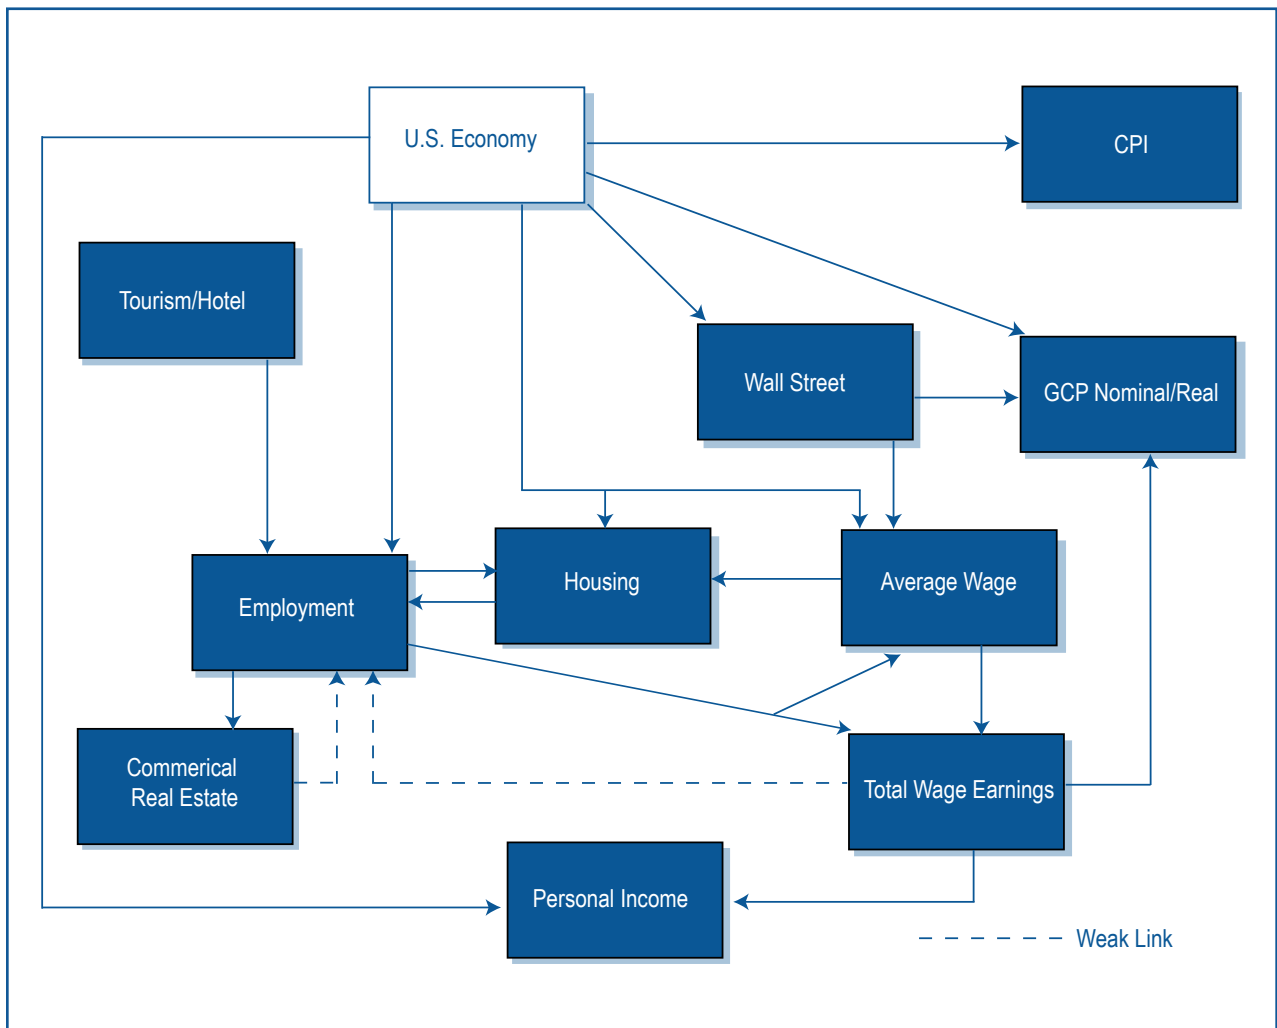 U.S. Economy
CPI
Tourism/Hotel
Wall Street
GCP Nominal/Real
Housing
Average Wage
Employment
Commerical
Real Estate
Total Wage Earnings
Personal Income
Weak Link